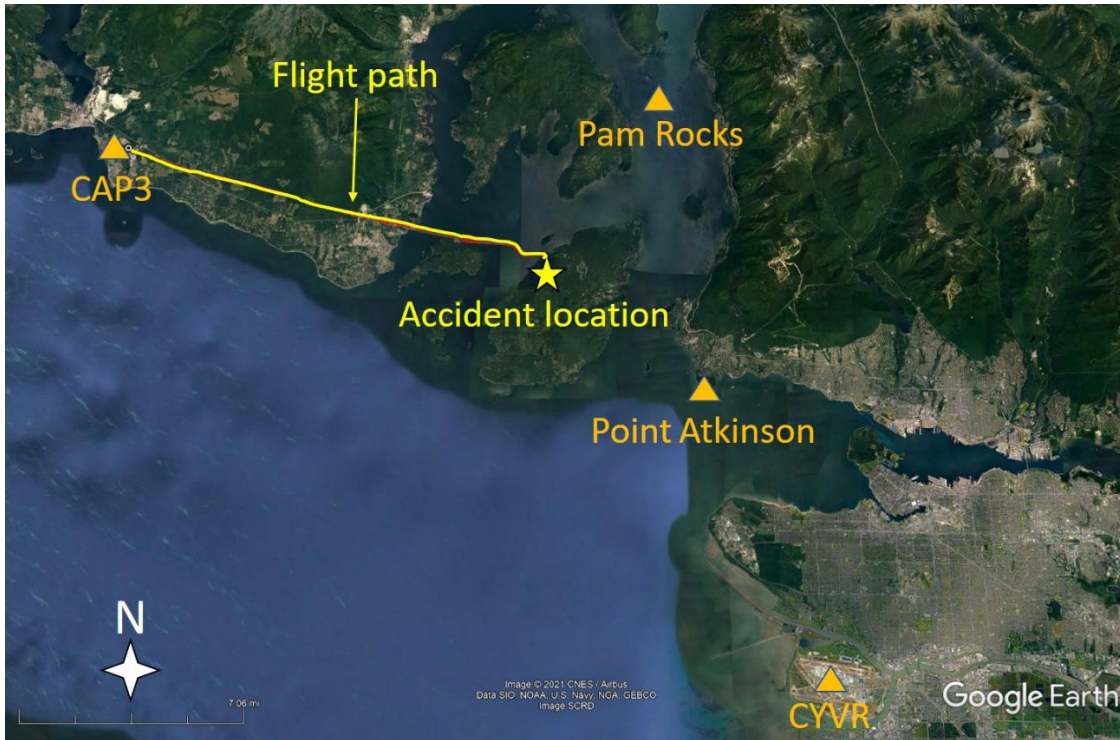 Flight path
Pam Rocks
CAP3
Accident location
Point Atkinson
N
7.06 mi
Image © 2021 CNES / Airbus
Data SIO, NOAA, U.S. Navy, NGA, GEBCO
Image SCRD
Google Earth
CYVR